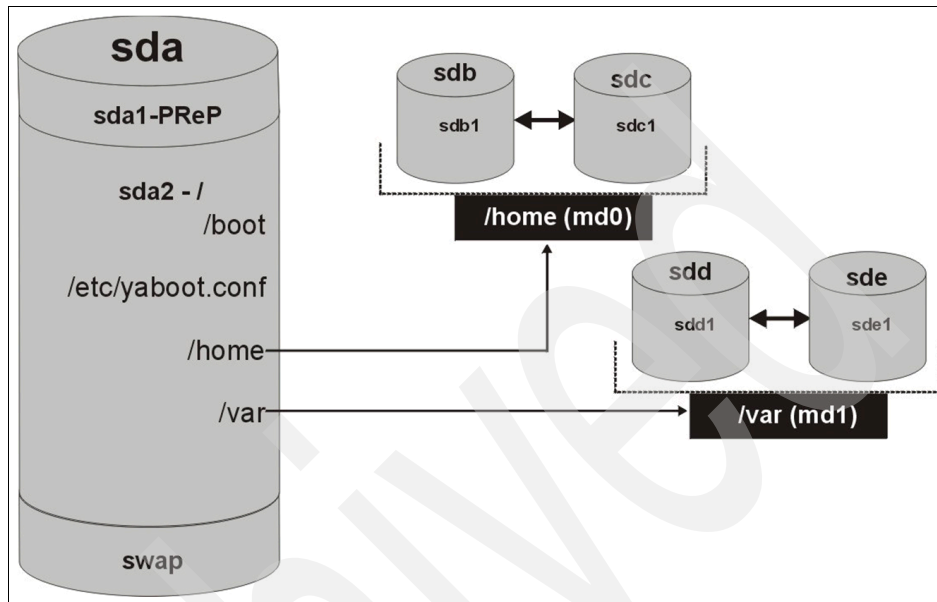 sda
sda1-PReP
sda2 - /
/boot
/etc/yaboot.conf
/home
/var
swap
sdb
sdc
sdb1
sdc1
/home (md0)
sdd
sde
sdd1
sde1
/var (md1)